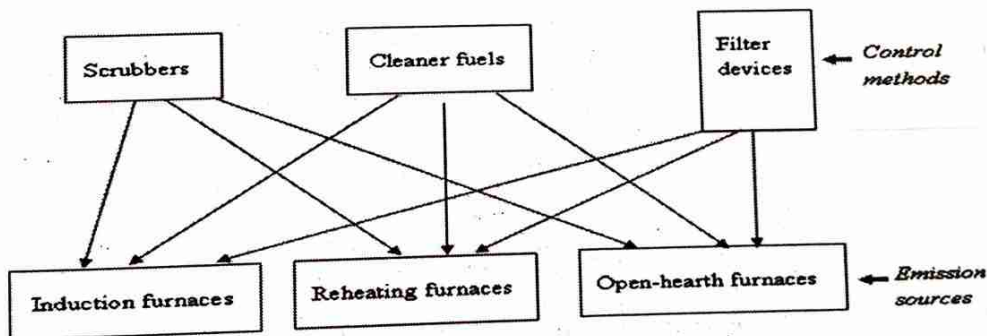 Scrubbers
Cleaner fuels
Filter
devices
Control
methods
Induction furnaces
Reheating furnaces
Open-hearth furnaces
Emission
sources